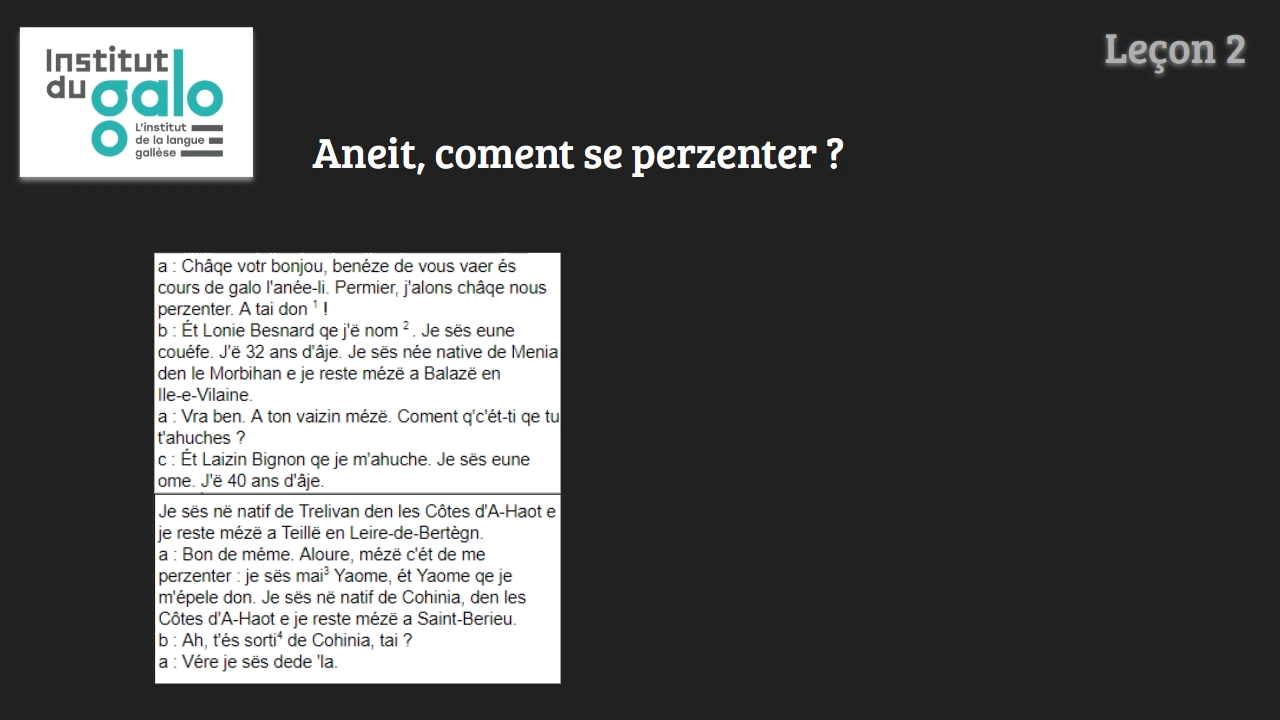 Institut
du galo
L'institut
de la langue
gallèse
Leçon 2
Aneit, coment se perzenter ?
a : Châqe votr bonjou, benéze de vous vaer és
cours de galo l'anée-li. Permier, j'alons châqe nous
perzenter. A tai don ¹ !
b : Ét Lonie Besnard qe j'ë nom ² . Je sës eune
couéfe. J'ë 32 ans d'âje. Je sës née native de Menia
den le Morbihan e je reste mézë a Balazë en
Ile-e-Vilaine.
a : Vra ben. A ton vaizin mézë. Coment q'c'ét-ti qe tu
t'ahuches ?
c : Ét Laizin Bignon qe je m'ahuche. Je sës eune
ome. J'ë 40 ans d'âje.
Je sës në natif de Trelivan den les Côtes d'A-Haot e
je reste mézë a Teillë en Leire-de-Bertègn.
a : Bon de méme. Aloure, mézë c'ét de me
perzenter : je sës mai³ Yaome, ét Yaome qe je
m'épele don. Je sës në natif de Cohinia, den les
Côtes d'A-Haot e je reste mézë a Saint-Berieu.
b : Ah, t'és sorti⁴ de Cohinia, tai ?
a : Vére je sës dede 'la.